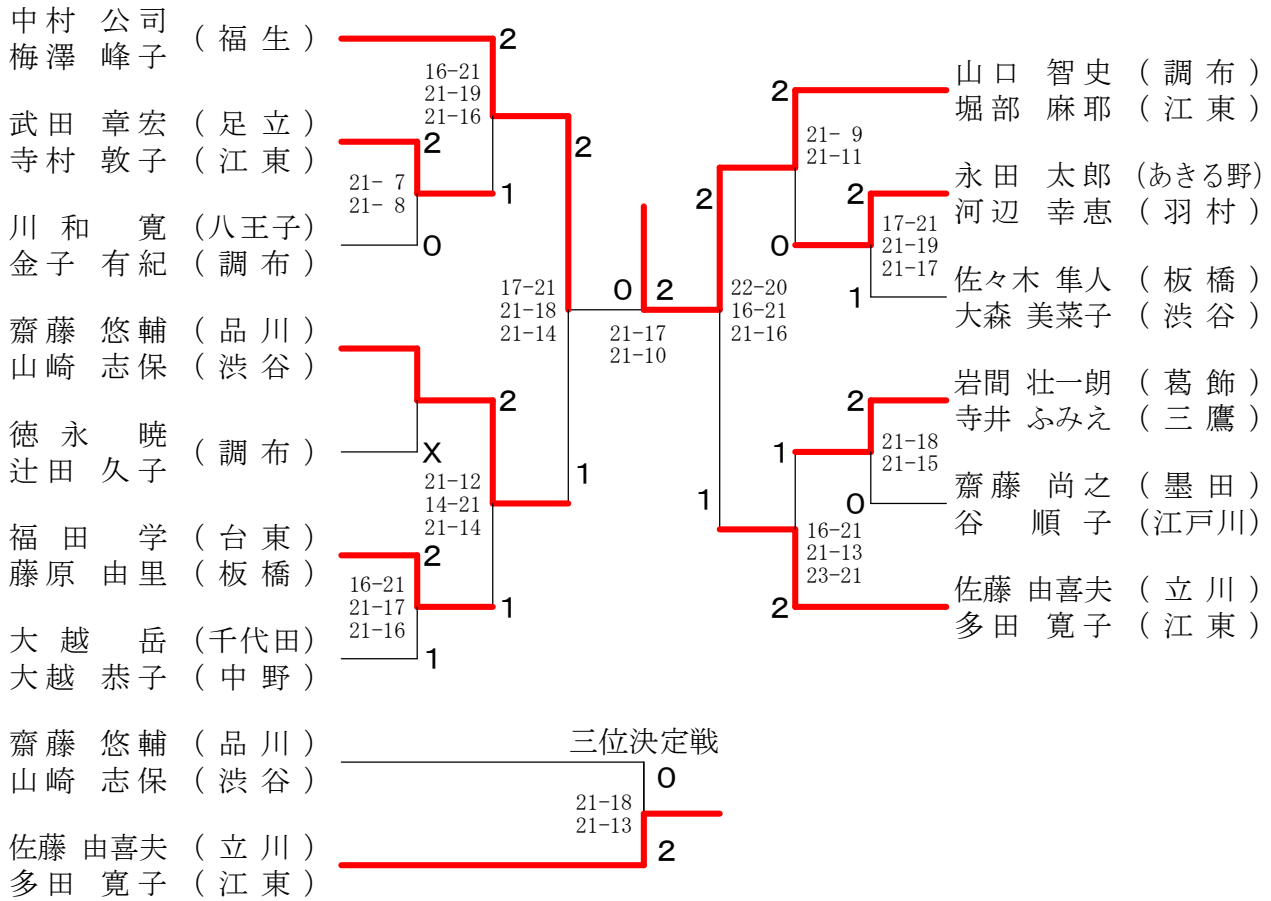 中村 公司
梅澤 峰子
(福生)
武田 章宏 (足立)
寺村 敦子 (江東)
川和 寛 (八王子)
金子 有紀 (調布)
齋藤 悠輔 (品川)
山崎 志保 (渋谷)
徳永 暁
辻田 久子
(調布)
福田 学 (台東)
藤原 由里 (板橋)
大越 岳 (千代田)
大越 恭子 (中野)
2
16-21
21-19
21-16
2
21- 7
21- 8
1
0
2
17-21
21-18
21-14
2
X
21-12
14-21
21-14
1
2
16-21
21-17
21-16
1
1
0
2
21-17
21-10
山口 智史 (調布)
堀部 麻耶 (江東)
永田 太郎 (あきる野)
河辺 幸恵 (羽村)
佐々木 隼人 (板橋)
大森 美菜子 (渋谷)
岩間 壮一朗 (葛飾)
寺井 ふみえ (三鷹)
齋藤 尚之 (墨田)
谷 順子 (江戸川)
佐藤 由喜夫 (立川)
多田 寛子 (江東)
2
21- 9
21-11
2
2
17-21
21-19
21-17
0
1
22-20
16-21
21-16
2
1
21-18
21-15
0
1
16-21
21-13
23-21
2
三位決定戦
齋藤 悠輔 (品川)
山崎 志保 (渋谷)
0
21-18
21-13
2
佐藤 由喜夫 (立川)
多田 寛子 (江東)